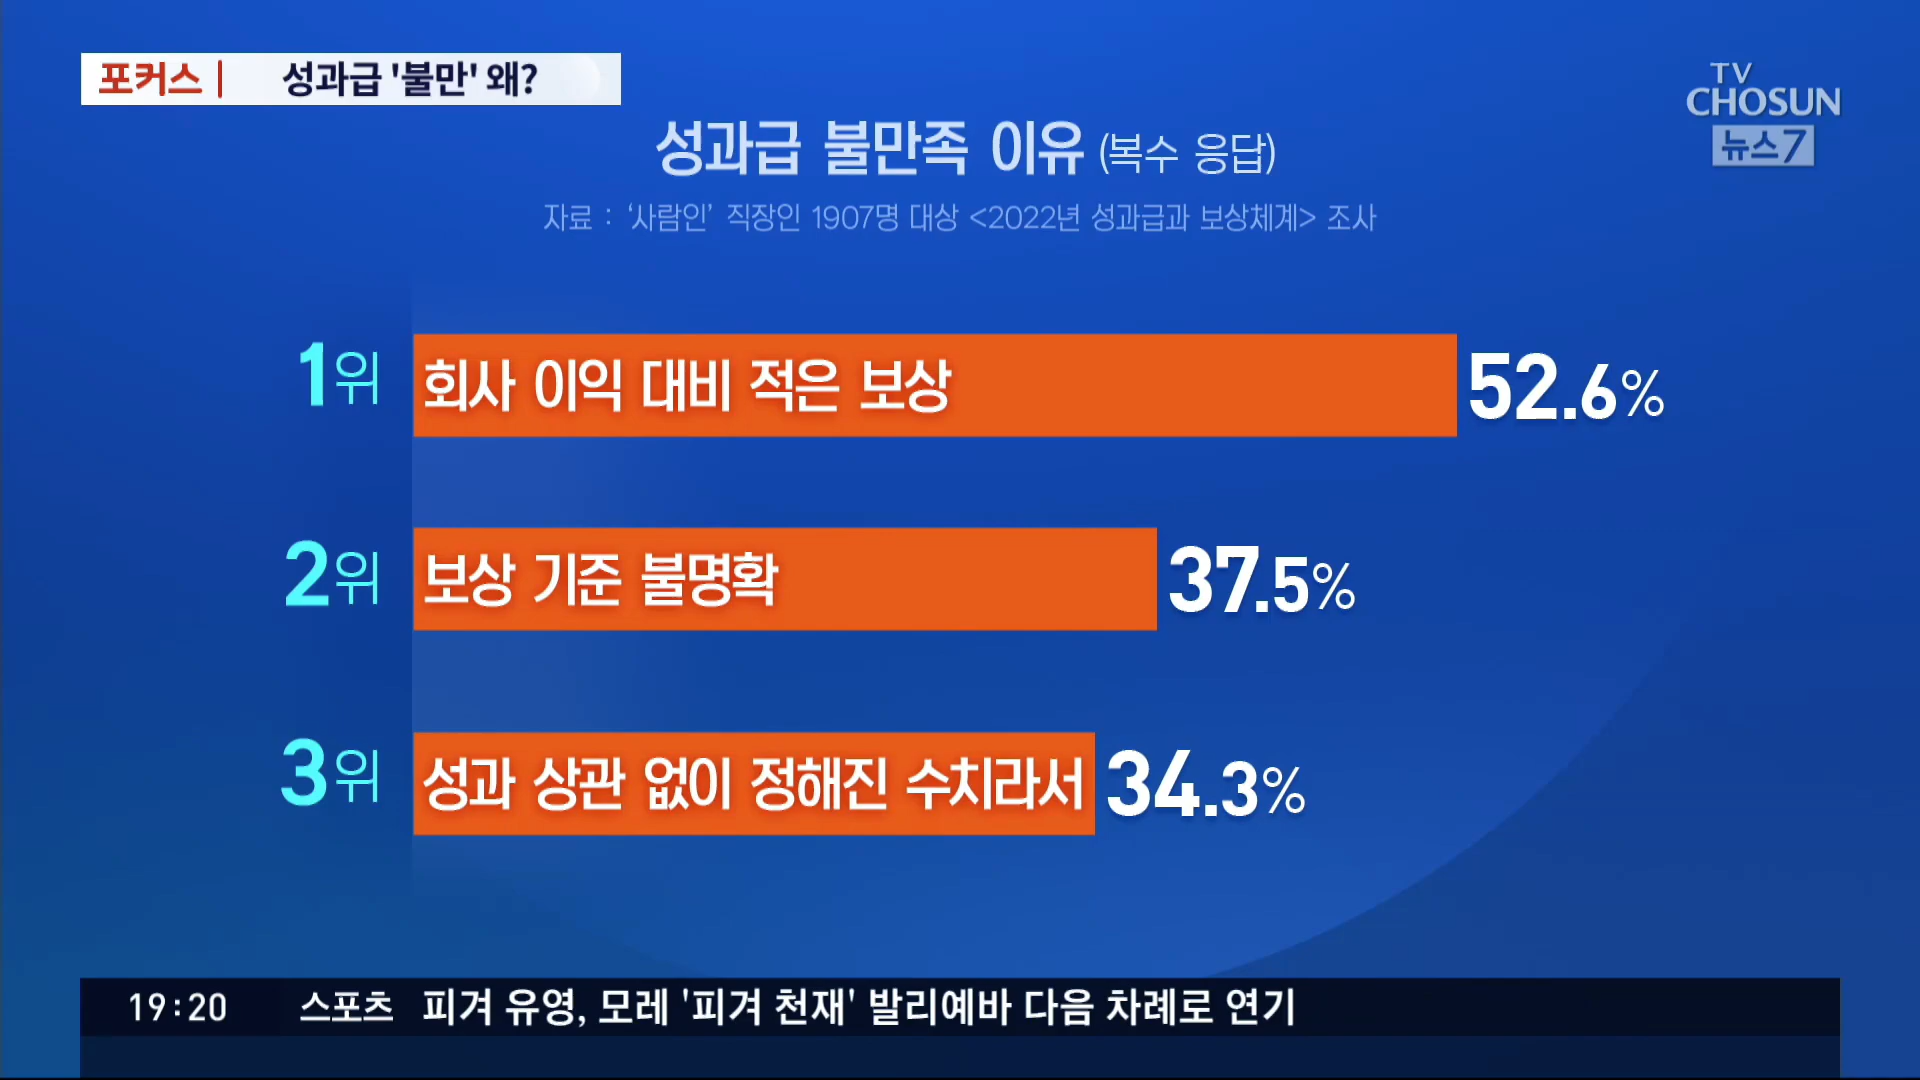 포커스 | 성과급 '불만' 왜?
TV
CHOSUN
뉴스7
성과급 불만족 이유 (복수 응답)
자료 : ‘사람인’ 직장인 1907명 대상 <2022년 성과급과 보상체계> 조사
1위 회사 이익 대비 적은 보상 52.6%
2위 보상 기준 불명확 37.5%
3위 성과 상관 없이 정해진 수치라서 34.3%
19:20 스포츠 피겨 유영, 모레 '피겨 천재' 발리예바 다음 차례로 연기